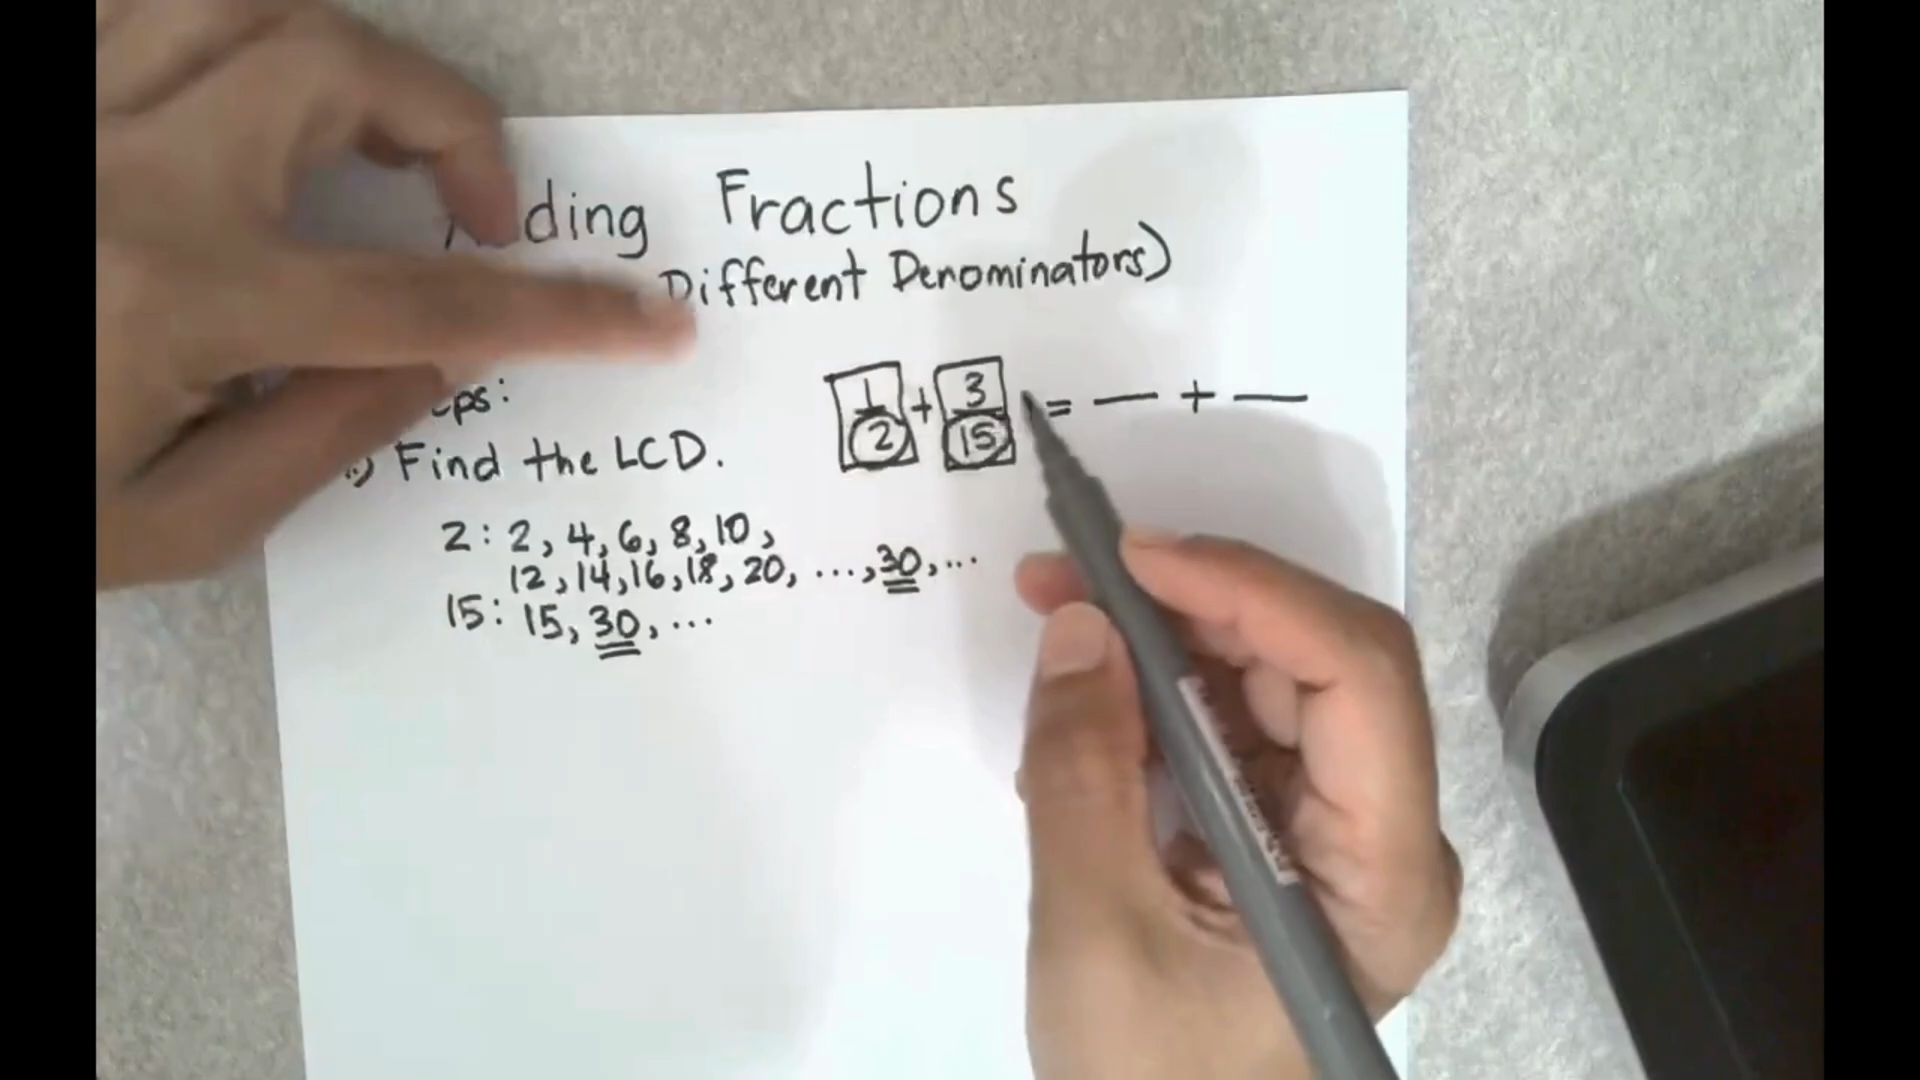 ding Fractions
Different Denominators)
eps:
1/2 + 3/15 = — + —
Find the LCD.
2: 2, 4, 6, 8, 10,
12, 14, 16, 18, 20, ..., 30, ...
15: 15, 30, ...